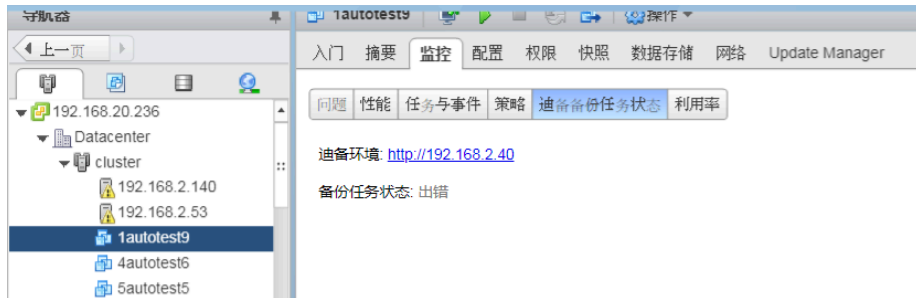 导航器
上一页
192.168.20.236
Datacenter
cluster
192.168.2.140
192.168.2.53
1autotest9
4autotest6
5autotest5
1autotest9 操作
入门 摘要 监控 配置 权限 快照 数据存储 网络 Update Manager
问题 性能 任务与事件 策略 迪备备份任务状态 利用率
迪备环境: http://192.168.2.40
备份任务状态: 出错